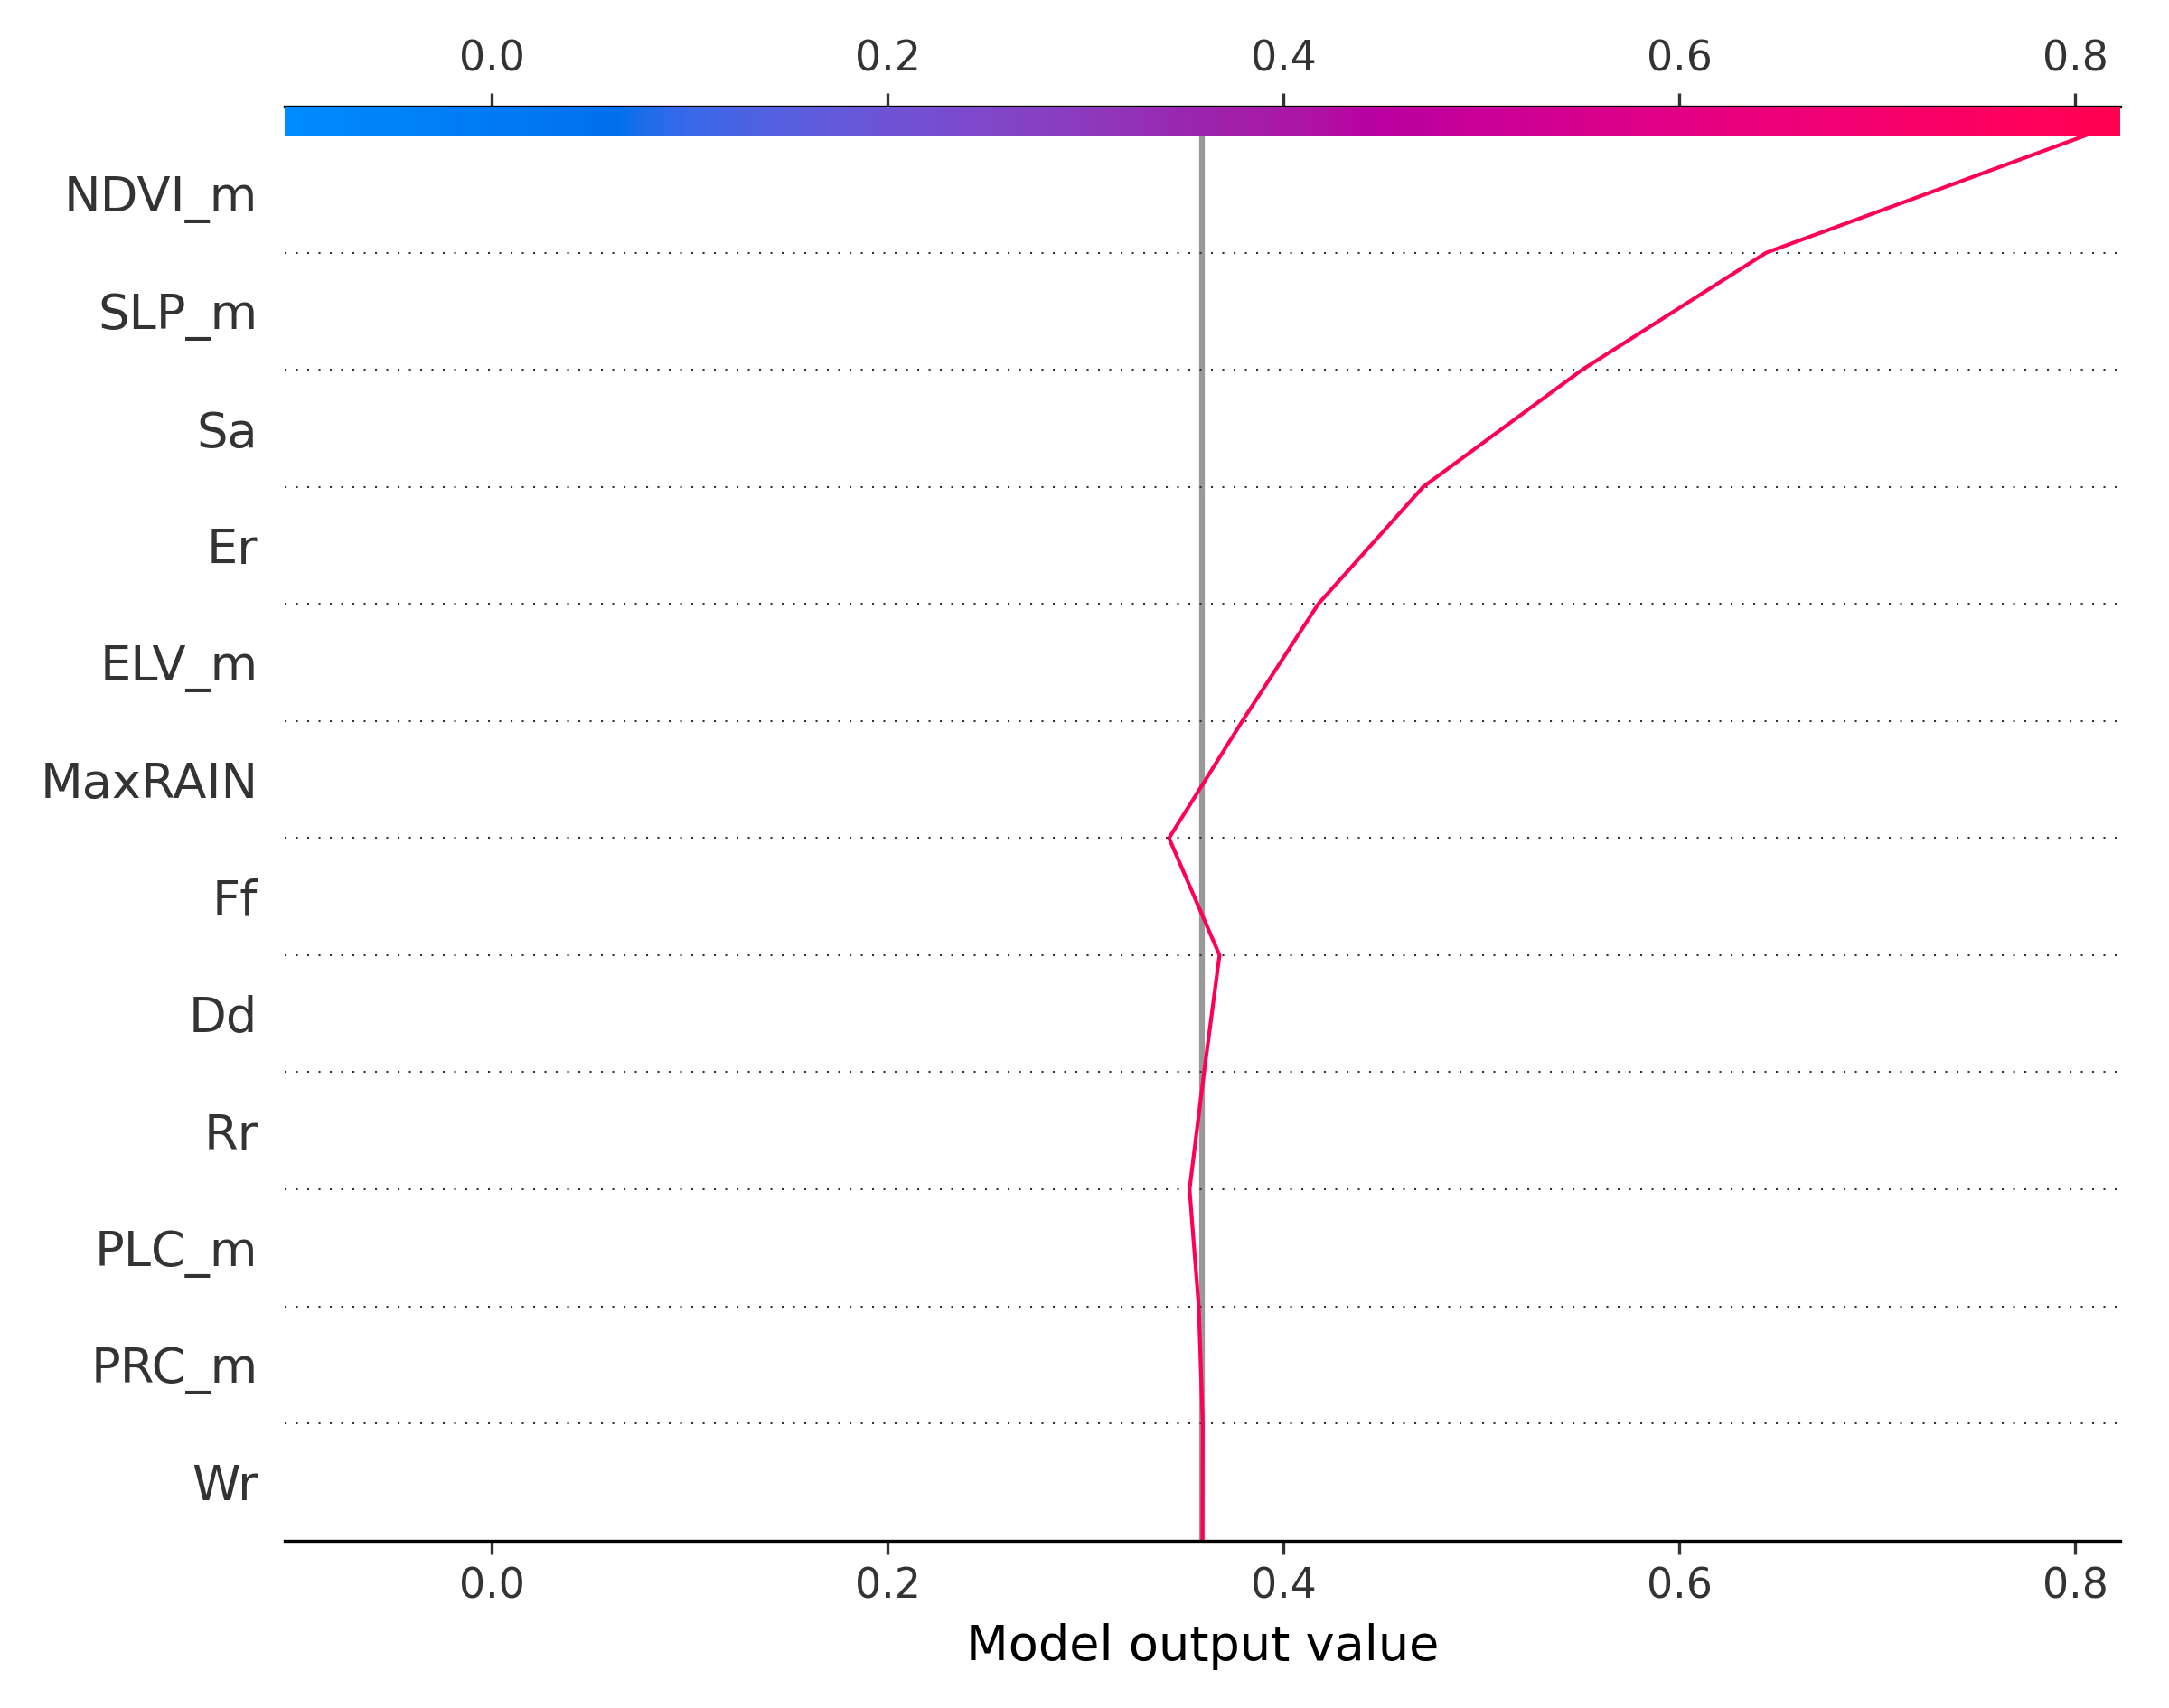 0.0 0.2 0.4 0.6 0.8
NDVI_m
SLP_m
Sa
Er
ELV_m
MaxRAIN
Ff
Dd
Rr
PLC_m
PRC_m
Wr
0.0 0.2 0.4 0.6 0.8
Model output value